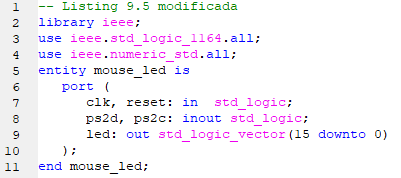 1 -- Listing 9.5 modificada
2 library ieee;
3 use ieee.std_logic_1164.all;
4 use ieee.numeric_std.all;
5 entity mouse_led is
6 port (
7 clk, reset: in std_logic;
8 ps2d, ps2c: inout std_logic;
9 led: out std_logic_vector(15 downto 0)
10 );
11 end mouse_led;